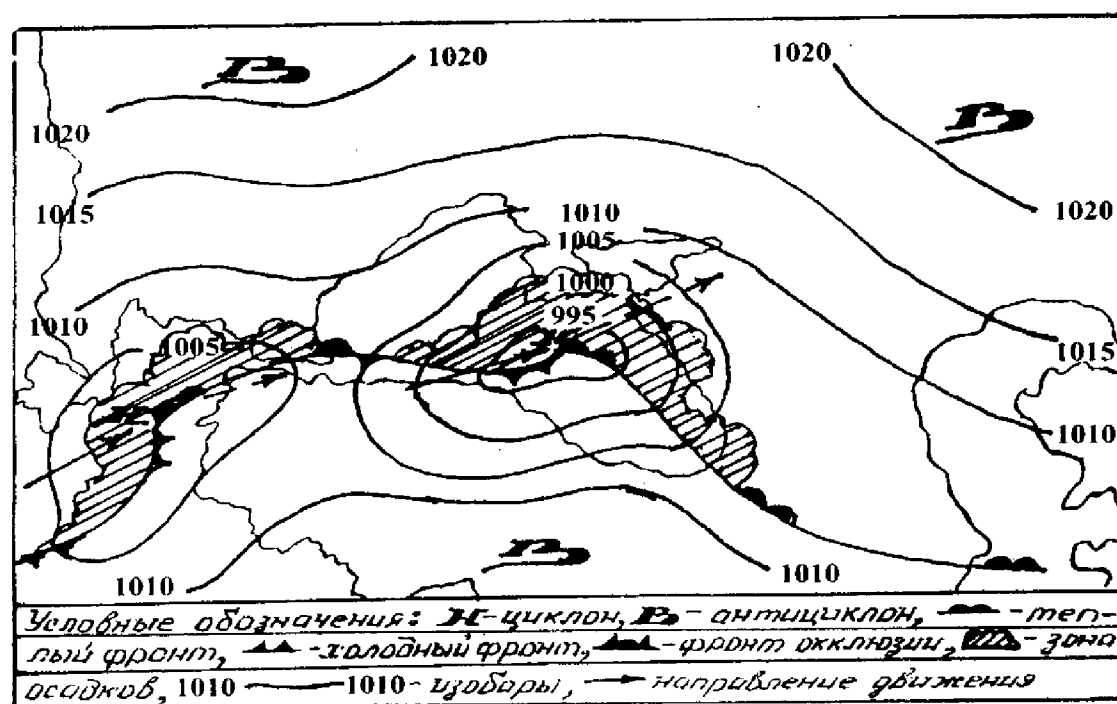 В 1020 1020
В
1020
1020
1015
1010
1005
1000
1010
995
1005
1015
1010
1010 В 1010
Условные обозначения: Н-циклон, В - антициклон, - теп-
лый фронт, - холодный фронт, - фронт окклюзии, - зона
осадков, 1010 1010 - изобары, - направление движения